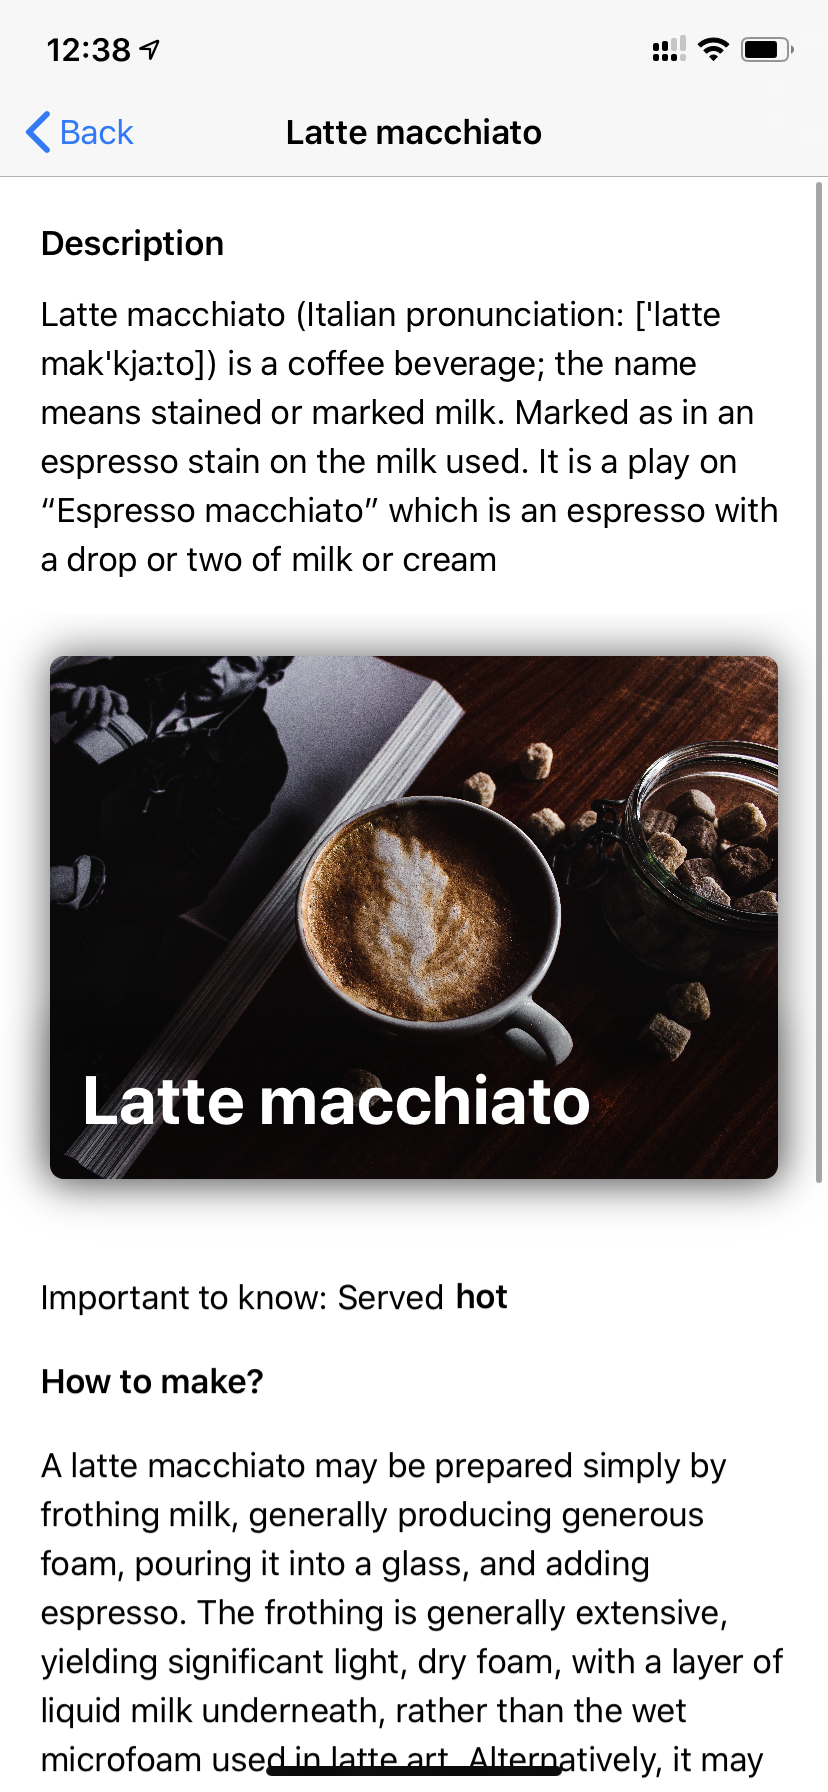 12:38
Back
Latte macchiato
Description
Latte macchiato (Italian pronunciation: ['latte
mak'kjaːto]) is a coffee beverage; the name
means stained or marked milk. Marked as in an
espresso stain on the milk used. It is a play on
“Espresso macchiato” which is an espresso with
a drop or two of milk or cream
Latte macchiato
Important to know: Served hot
How to make?
A latte macchiato may be prepared simply by
frothing milk, generally producing generous
foam, pouring it into a glass, and adding
espresso. The frothing is generally extensive,
yielding significant light, dry foam, with a layer of
liquid milk underneath, rather than the wet
microfoam used in latte art. Alternatively, it may